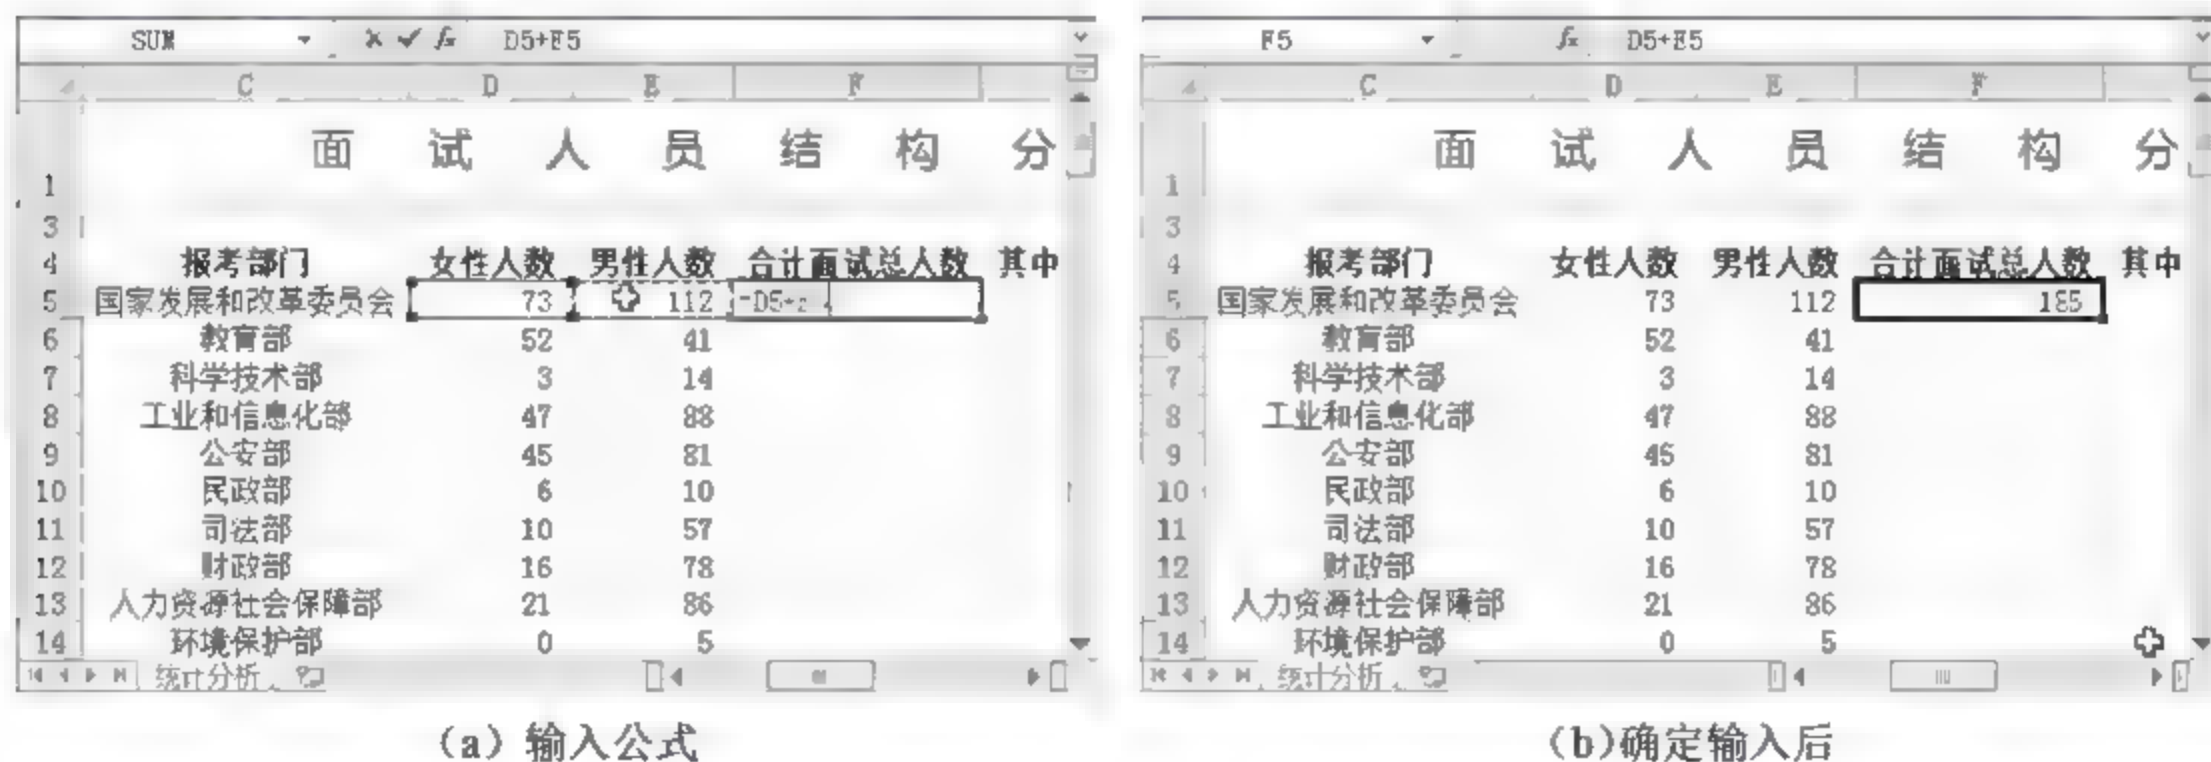 SUM fx D5+E5
C D E F
面 试 人 员 结 构 分
1
3
4 报考部门 女性人数 男性人数 合计面试总人数 其中
5 国家发展和改革委员会 73 112
6 教育部 52 41
7 科学技术部 3 14
8 工业和信息化部 47 88
9 公安部 45 81
10 民政部 6 10
11 司法部 10 57
12 财政部 16 78
13 人力资源社会保障部 21 86
14 环境保护部 0 5
统计分析
(a) 输入公式
F5 fx D5+E5
C D E F
面 试 人 员 结 构 分
1
3
4 报考部门 女性人数 男性人数 合计面试总人数 其中
5 国家发展和改革委员会 73 112 185
6 教育部 52 41
7 科学技术部 3 14
8 工业和信息化部 47 88
9 公安部 45 81
10 民政部 6 10
11 司法部 10 57
12 财政部 16 78
13 人力资源社会保障部 21 86
14 环境保护部 0 5
统计分析
(b)确定输入后